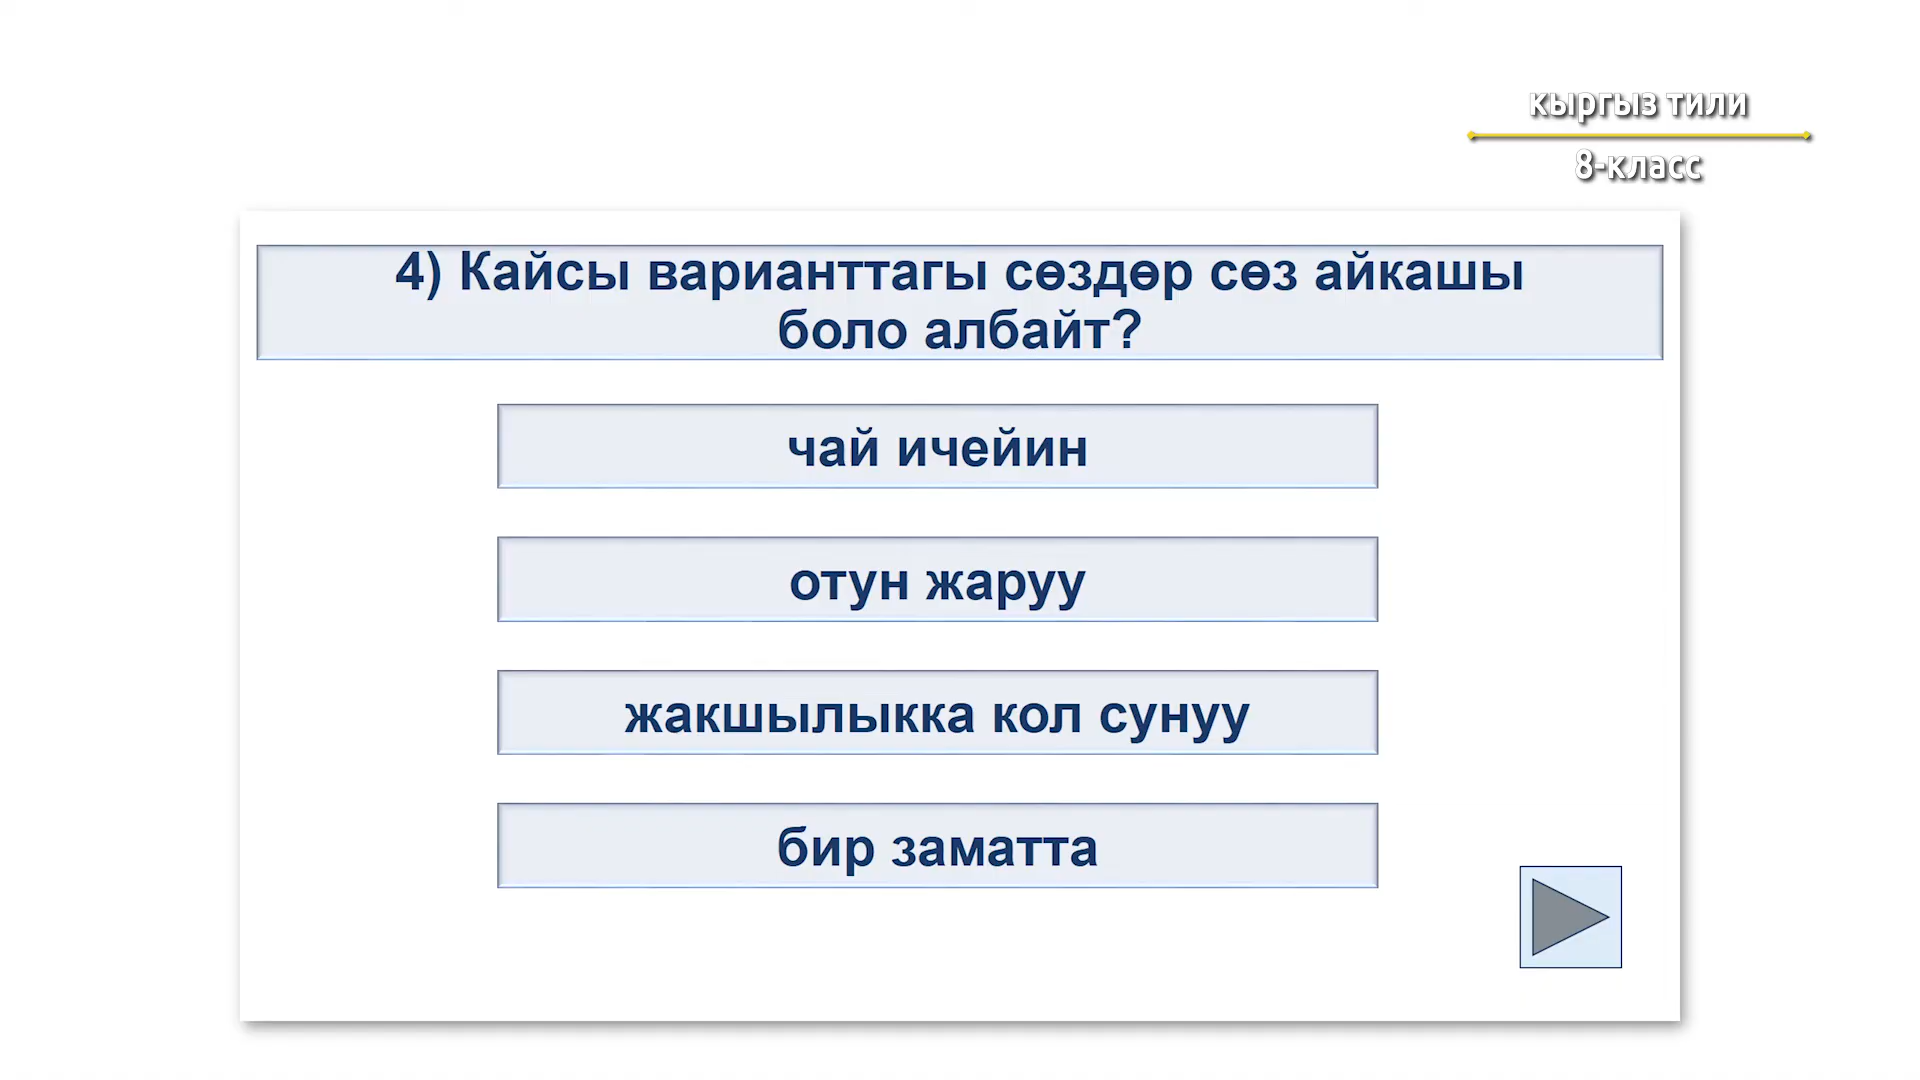 кыргыз тили
8-класс
4) Кайсы варианттагы сөздөр сөз айкашы
боло албайт?
чай ичейин
отун жаруу
жакшылыкка кол сунуу
бир заматта